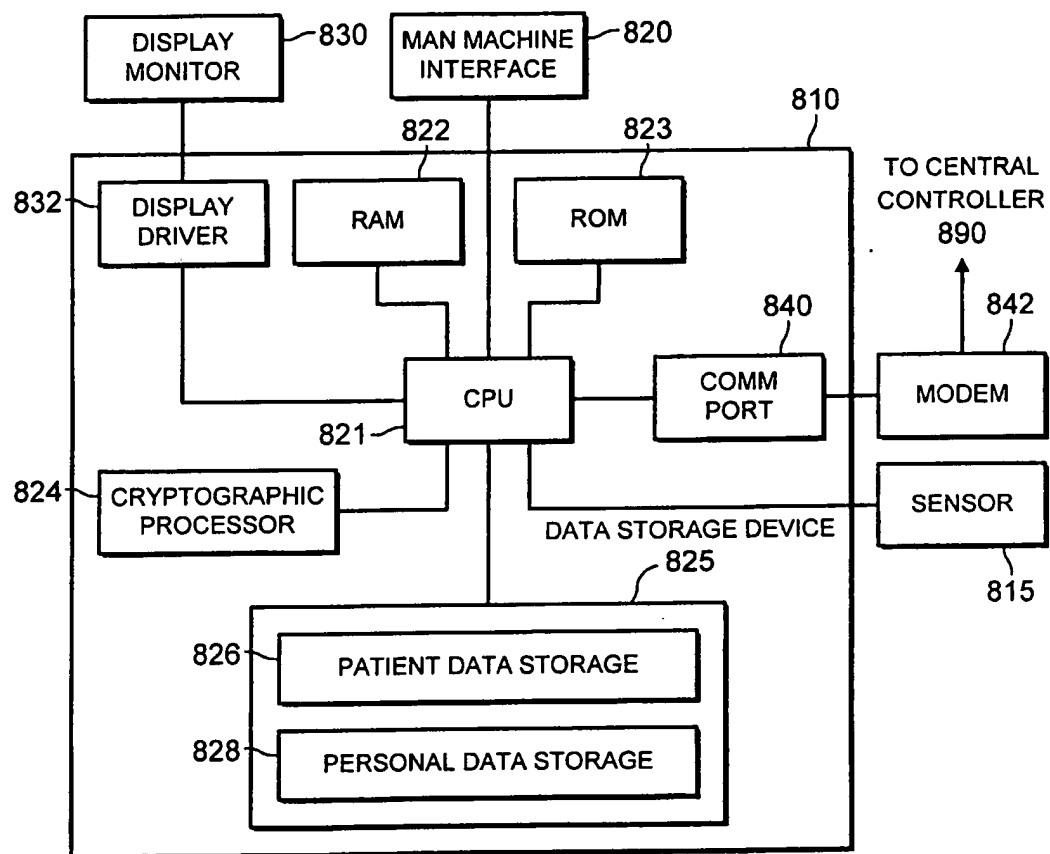 DISPLAY
MONITOR
830
MAN MACHINE
INTERFACE
820
810
822
823
TO CENTRAL
CONTROLLER
890
832
DISPLAY
DRIVER
RAM
ROM
840
842
CPU
821
COMM
PORT
MODEM
824
CRYPTOGRAPHIC
PROCESSOR
SENSOR
815
DATA STORAGE DEVICE
825
826
PATIENT DATA STORAGE
828
PERSONAL DATA STORAGE